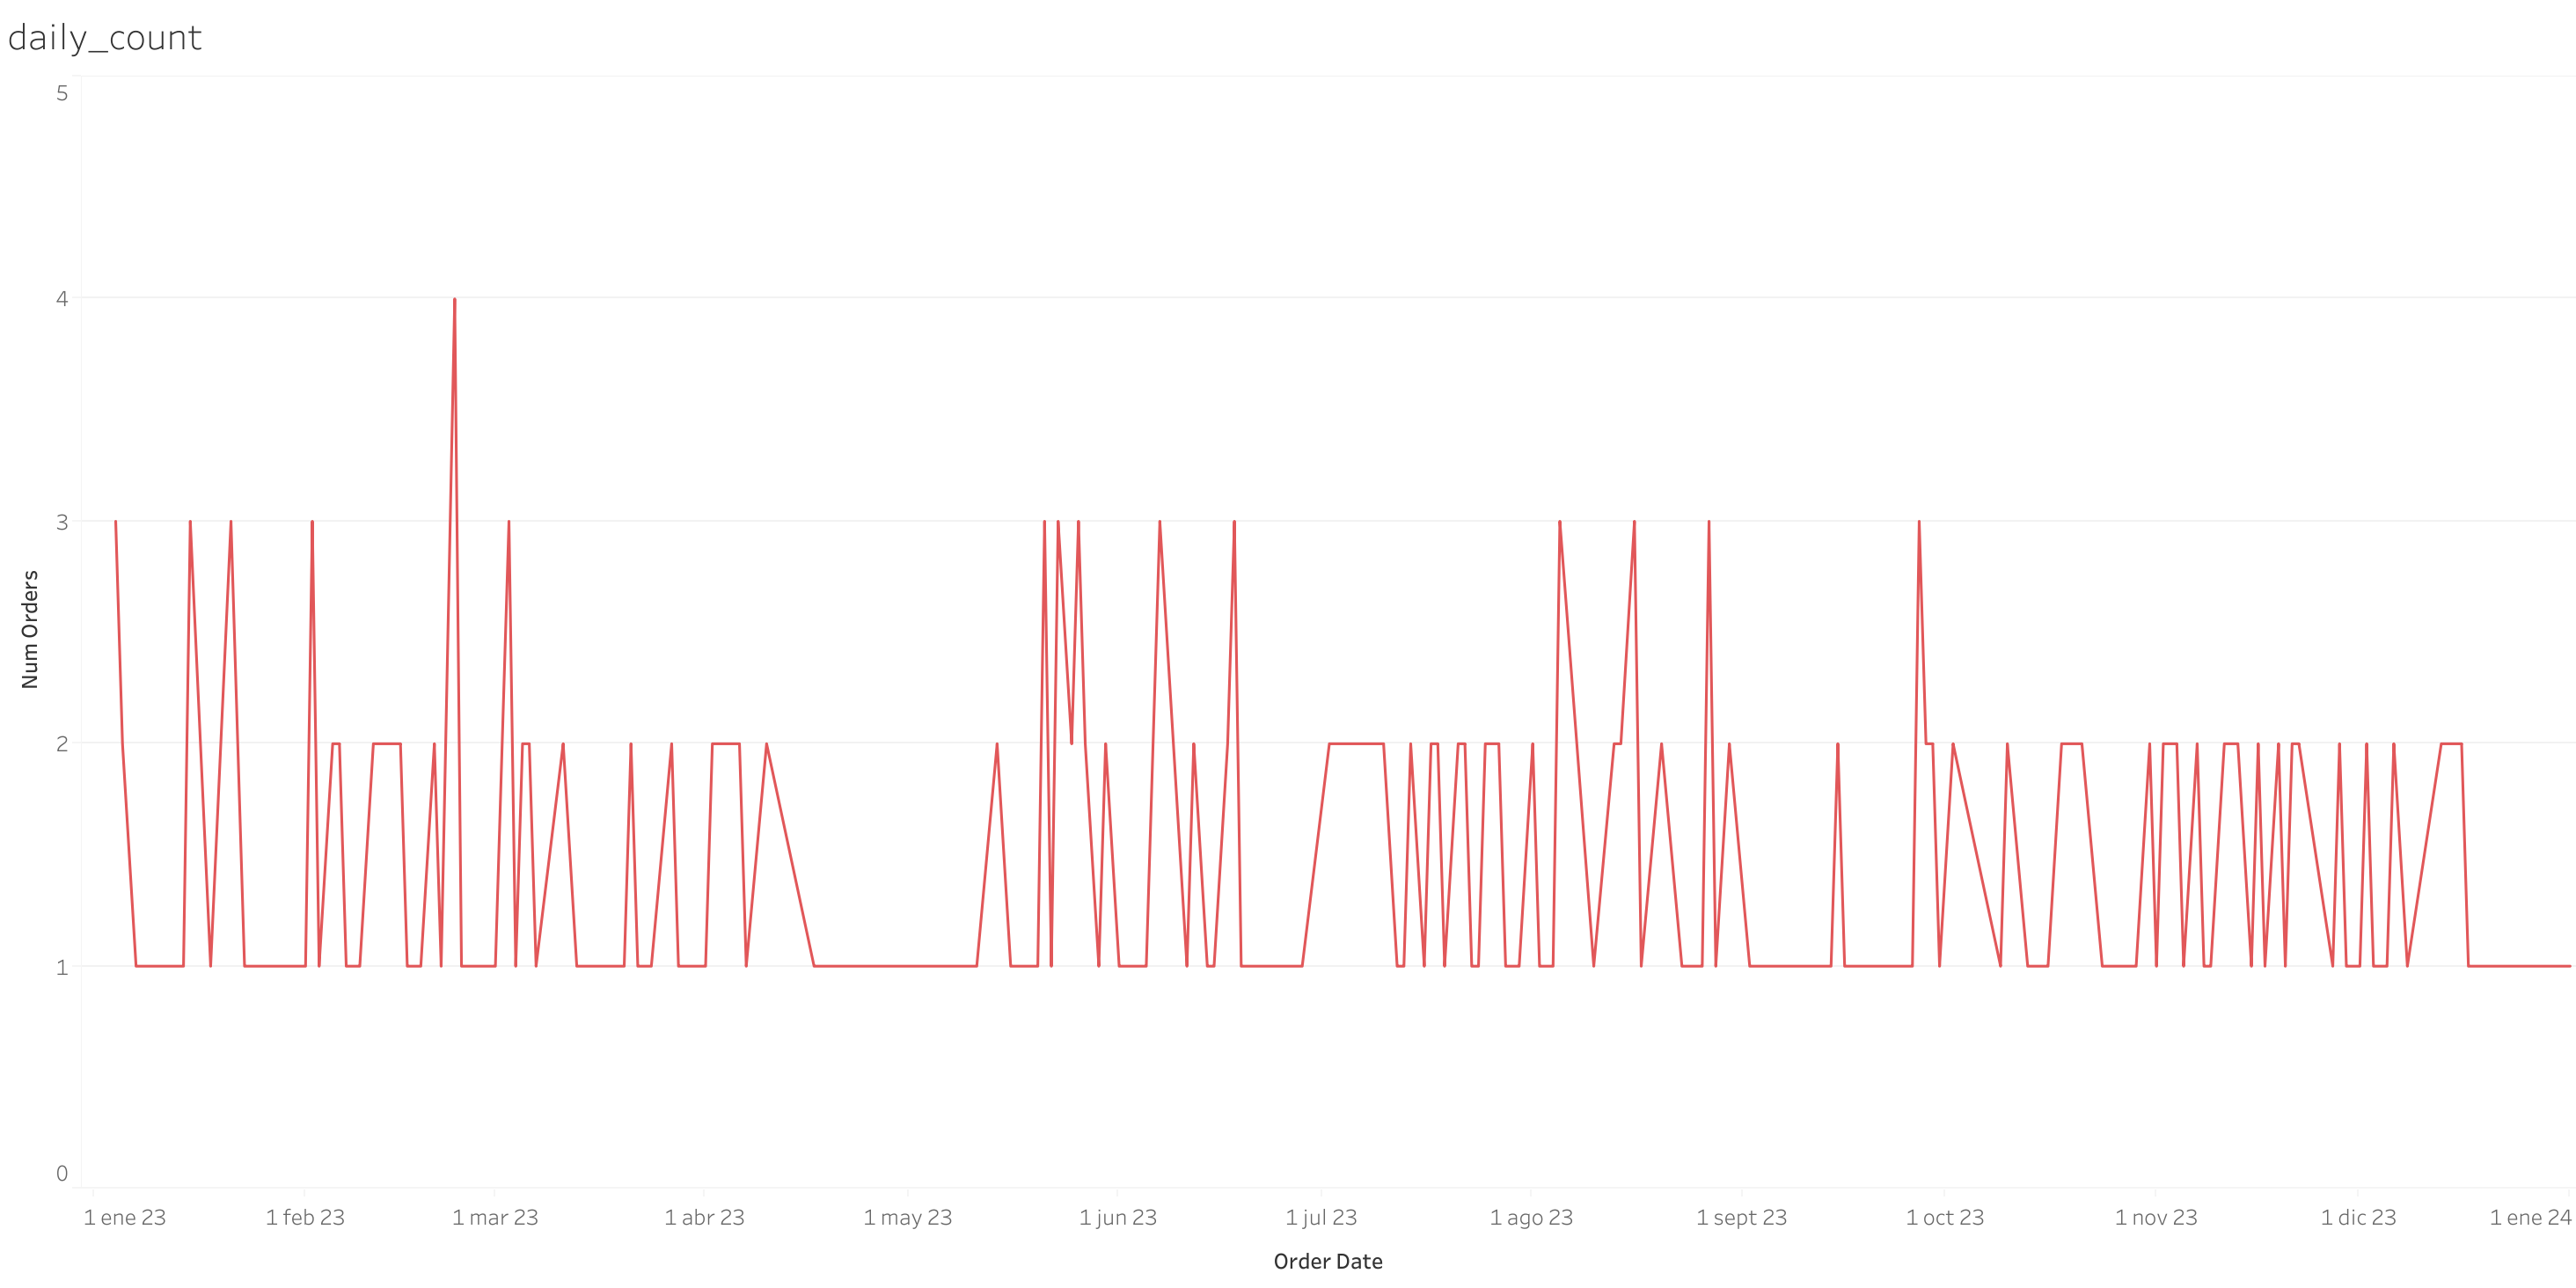 daily_count
5
4
3
2
1
0
Num Orders
1 ene 23 1 feb 23 1 mar 23 1 abr 23 1 may 23 1 jun 23 1 jul 23 1 ago 23 1 sept 23 1 oct 23 1 nov 23 1 dic 23 1 ene 24
Order Date